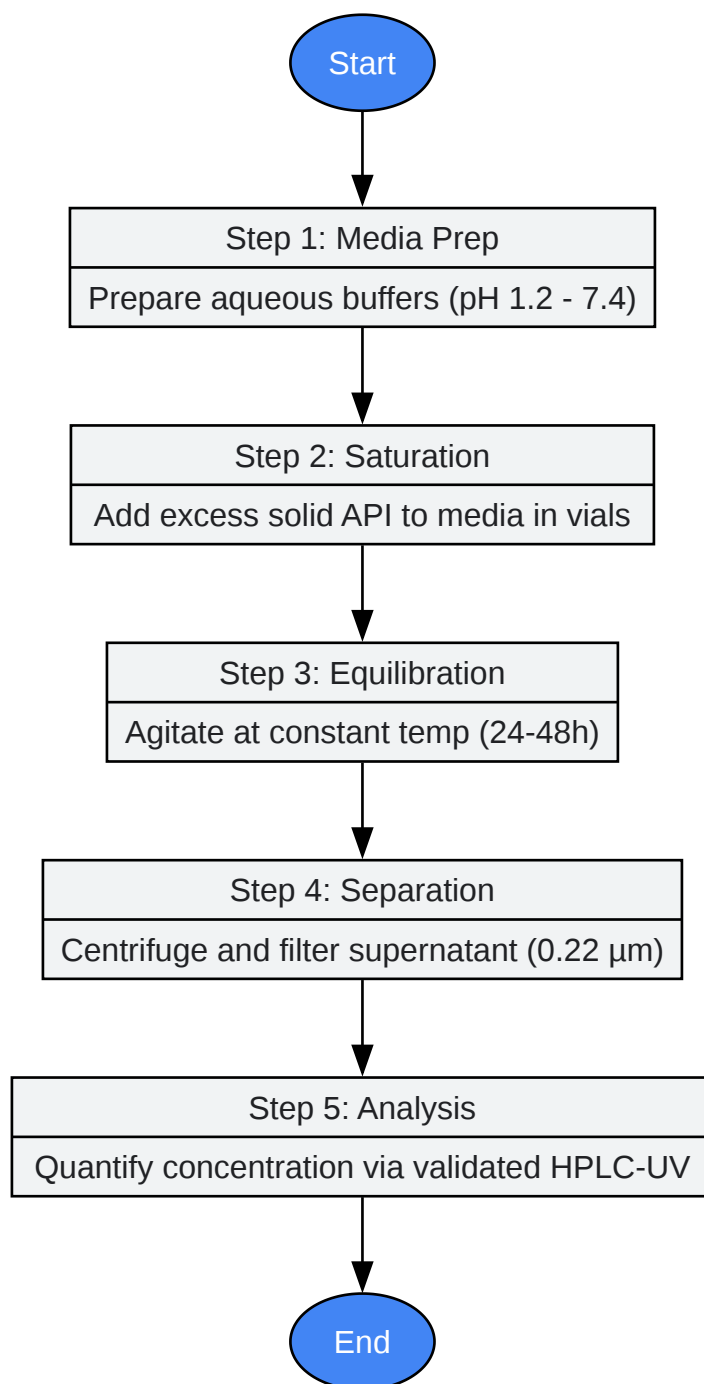 Start
Step 1: Media Prep
Prepare aqueous buffers (pH 1.2 - 7.4)
Step 2: Saturation
Add excess solid API to media in vials
Step 3: Equilibration
Agitate at constant temp (24-48h)
Step 4: Separation
Centrifuge and filter supernatant (0.22 µm)
Step 5: Analysis
Quantify concentration via validated HPLC-UV
End